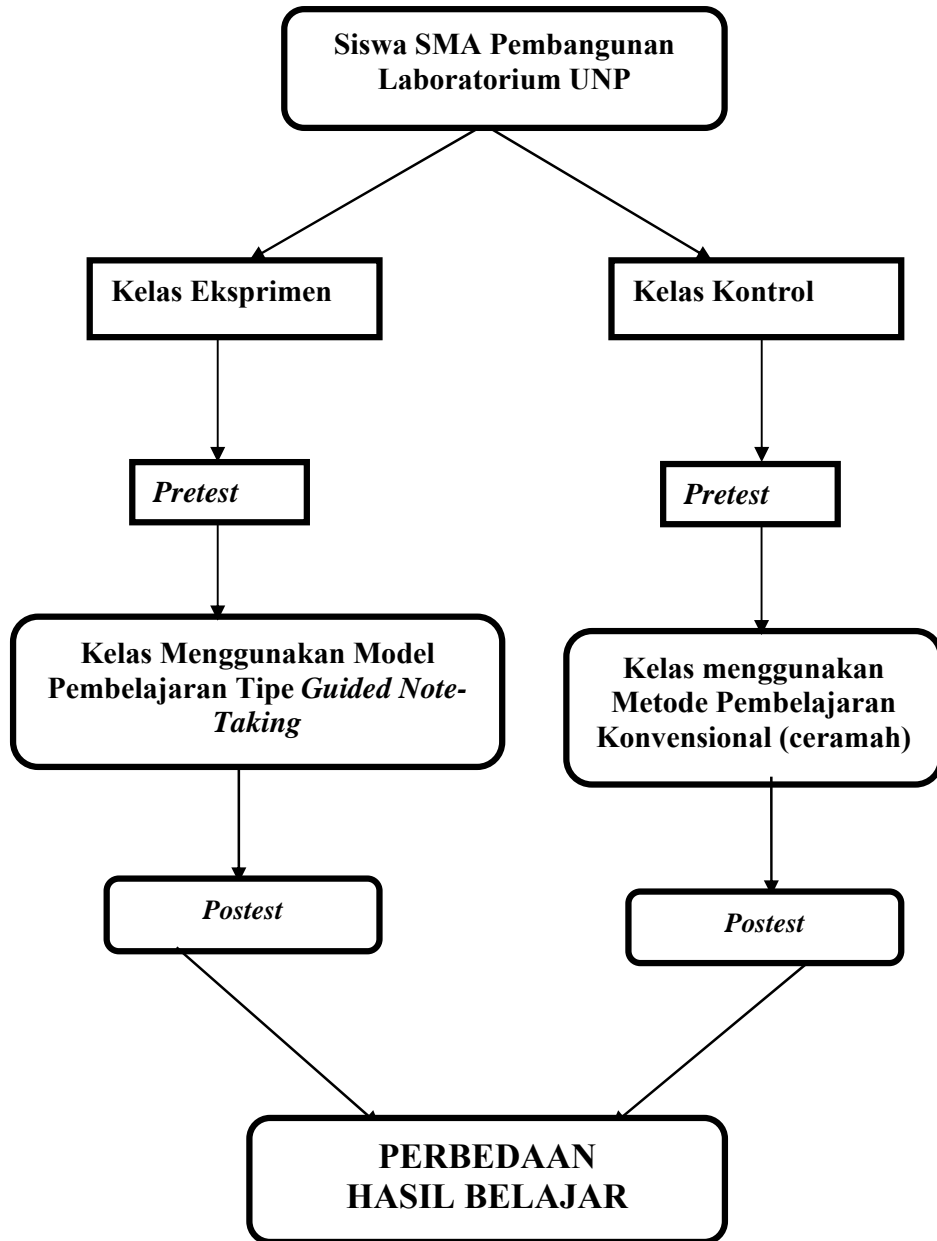 Siswa SMA Pembangunan
Laboratorium UNP
Kelas Eksprimen
Kelas Kontrol
Pretest
Pretest
Kelas Menggunakan Model
Pembelajaran Tipe Guided Note-
Taking
Kelas menggunakan
Metode Pembelajaran
Konvensional (ceramah)
Postest
Postest
PERBEDAAN
HASIL BELAJAR